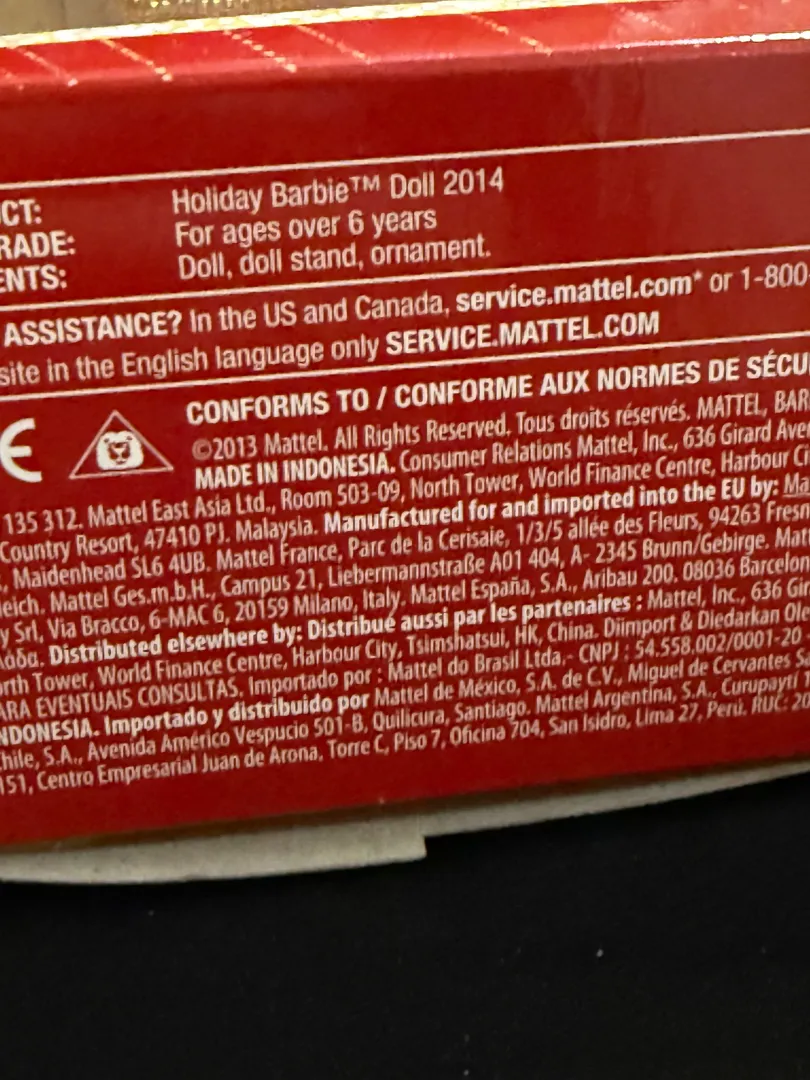 CT: Holiday Barbie™ Doll 2014
RADE: For ages over 6 years
ENTS: Doll, doll stand, ornament.
ASSISTANCE? In the US and Canada, service.mattel.com* or 1-800
site in the English language only SERVICE.MATTEL.COM
CE
CONFORMS TO / CONFORME AUX NORMES DE SÉCU
©2013 Mattel. All Rights Reserved. Tous droits réservés. MATTEL, BAR
MADE IN INDONESIA. Consumer Relations Mattel, Inc., 636 Girard Aven
135 312. Mattel East Asia Ltd., Room 503-09, North Tower, World Finance Centre, Harbour Ci
Country Resort, 47410 PJ. Malaysia. Manufactured for and imported into the EU by: Ma
Maidenhead SL6 4UB. Mattel France, Parc de la Cerisaie, 1/3/5 allée des Fleurs, 94263 Fresn
eich, Mattel Ges.m.b.H., Campus 21, Liebermannstraße A01 404, A- 2345 Brunn/Gebirge. Matt
y Srl, Via Bracco, 6-MAC 6, 20159 Milano, Italy. Mattel España, S.A., Aribau 200. 08036 Barcelon
Distributed elsewhere by: Distribué aussi par les partenaires : Mattel, Inc., 636 Gi
rth Tower, World Finance Centre, Harbour City, Tsimshatsui, HK, China. Diimport & Diedarkan Ol
ARA EVENTUAIS CONSULTAS. Importado por : Mattel do Brasil Ltda.- CNPJ : 54.558.002/0001-20
NDONESIA. Importado y distribuido por Mattel de México, S.A. de C.V., Miguel de Cervantes S
hile, S.A., Avenida Américo Vespucio 501-B, Quilicura, Santiago. Mattel Argentina, S.A., Curupaytí
151, Centro Empresarial Juan de Arona, Torre C, Piso 7, Oficina 704, San Isidro, Lima 27, Perú. RUC: 20